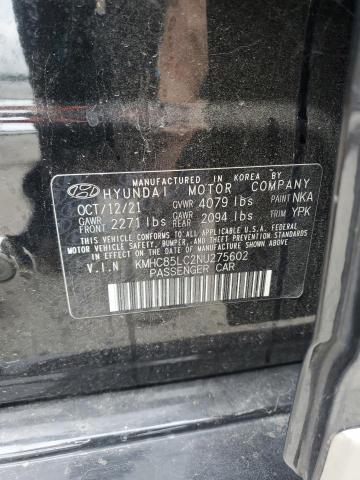 MANUFACTURED IN KOREA BY
HYUNDAI MOTOR COMPANY
OCT/12/21 GVWR 4079 lbs PAINT NKA
GAWR FRONT 2271 lbs GAWR REAR 2094 lbs TRIM YPK
THIS VEHICLE CONFORMS TO ALL APPLICABLE U.S.A. FEDERAL
MOTOR VEHICLE SAFETY, BUMPER, AND THEFT PREVENTION STANDARDS
IN EFFECT ON THE DATE OF MANUFACTURE SHOWN ABOVE.
V.I.N KMHC85LC2NU275602
PASSENGER CAR